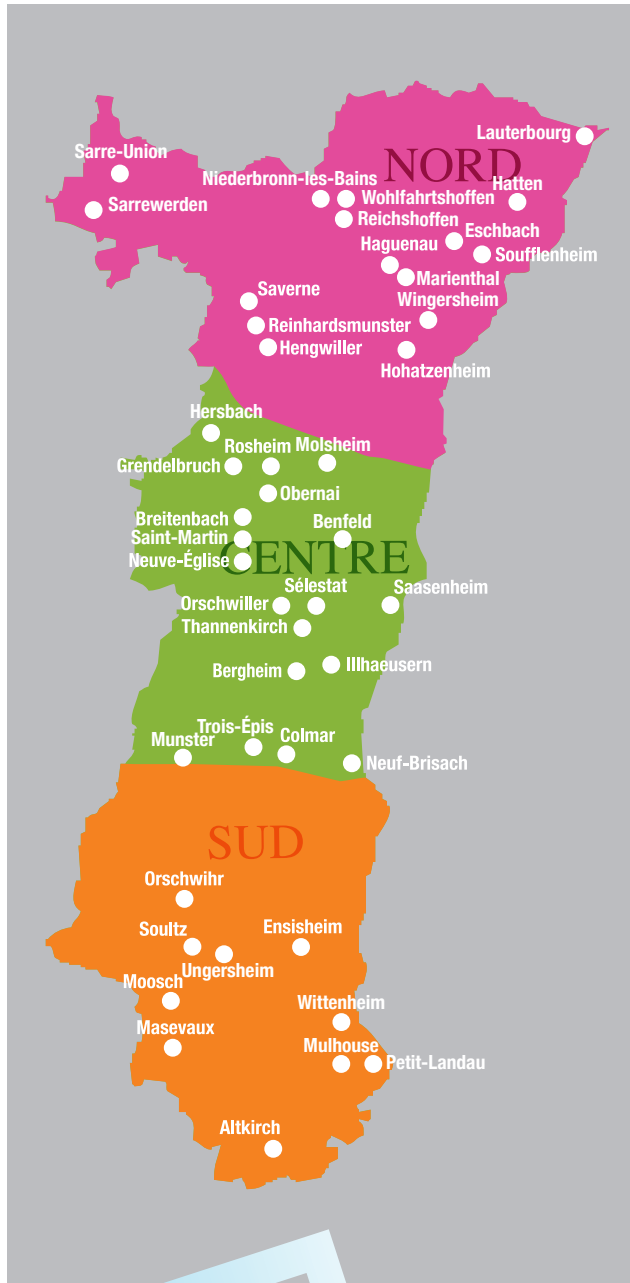 Lauterbourg
Sarre-Union
NORD
Niederbronn-les-Bains
Hatten
Wohlfahrtshoffen
Sarrewerden
Reichshoffen
Eschbach
Haguenau
Soufflenheim
Marienthal
Saverne
Wingersheim
Reinhardsmunster
Hengwiller
Hohatzenheim
Hersbach
Rosheim
Molsheim
Grendelbruch
Obernai
Breitenbach
Benfeld
Saint-Martin
CENTRE
Neuve-Église
Sélestat
Saasenheim
Orschwiller
Thannenkirch
Illhaeusern
Bergheim
Trois-Épis
Colmar
Munster
Neuf-Brisach
SUD
Orschwihr
Soultz
Ensisheim
Ungersheim
Moosch
Wittenheim
Masevaux
Mulhouse
Petit-Landau
Altkirch